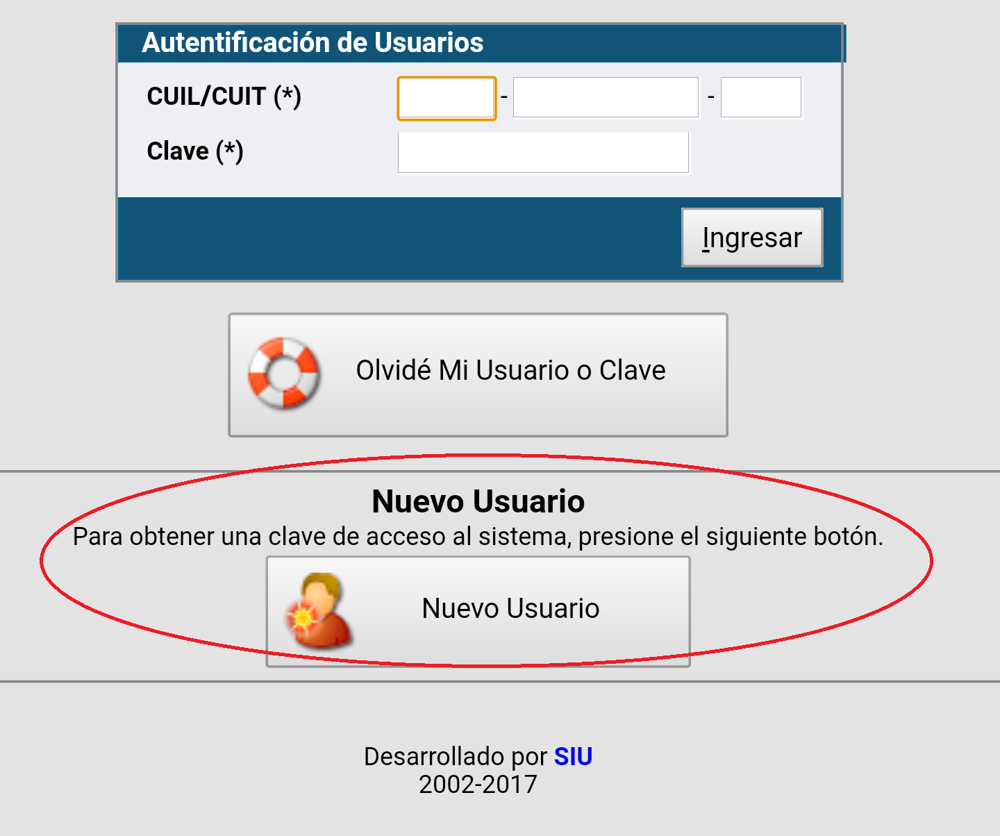 Autentificación de Usuarios
CUIL/CUIT (*) - -
Clave (*)
Ingresar
Olvidé Mi Usuario o Clave
Nuevo Usuario
Para obtener una clave de acceso al sistema, presione el siguiente botón.
Nuevo Usuario
Desarrollado por SIU
2002-2017